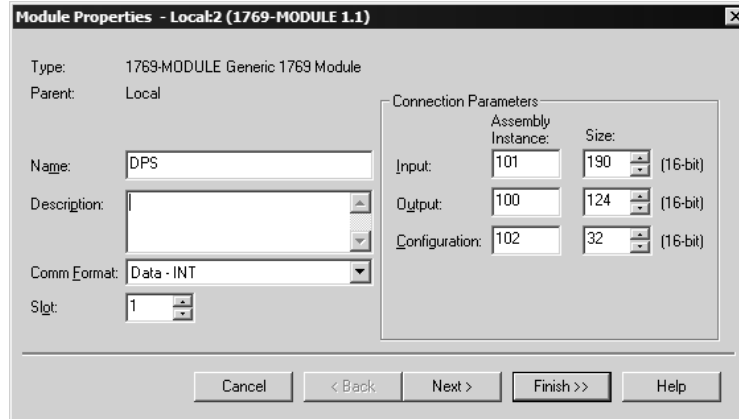 Module Properties - Local:2 (1769-MODULE 1.1)
Type: 1769-MODULE Generic 1769 Module
Parent: Local
Connection Parameters
Assembly Instance: Size:
Name: DPS
Input: 101 190 (16-bit)
Description:
Output: 100 124 (16-bit)
Configuration: 102 32 (16-bit)
Comm Format: Data - INT
Slot: 1
Cancel < Back Next > Finish >> Help